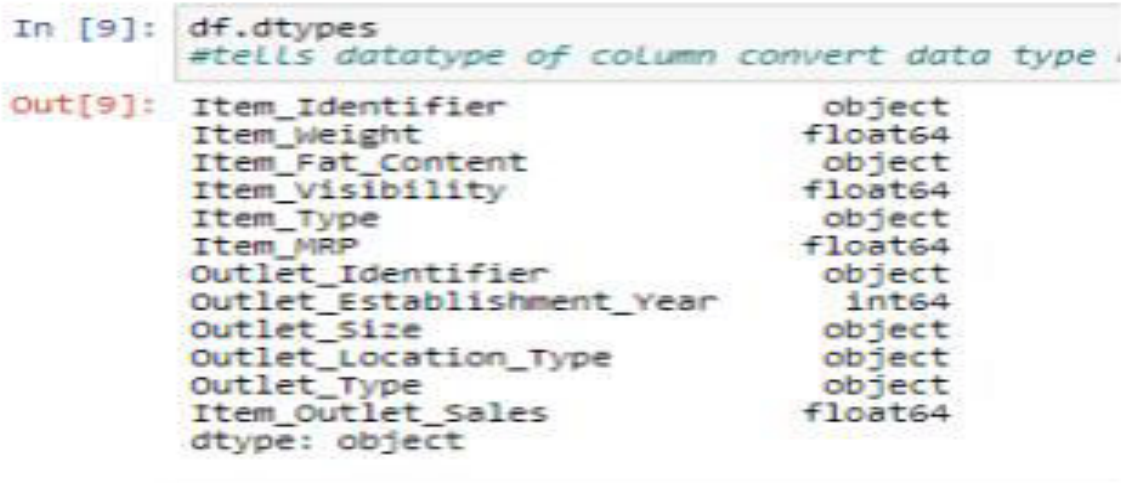 In [9]: df.dtypes
#tells datatype of column convert data type
Out[9]: Item_Identifier object
Item_Weight float64
Item_Fat_Content object
Item_Visibility float64
Item_Type object
Item_MRP float64
Outlet_Identifier object
Outlet_Establishment_Year int64
Outlet_Size object
Outlet_Location_Type object
Outlet_Type object
Item_Outlet_Sales float64
dtype: object